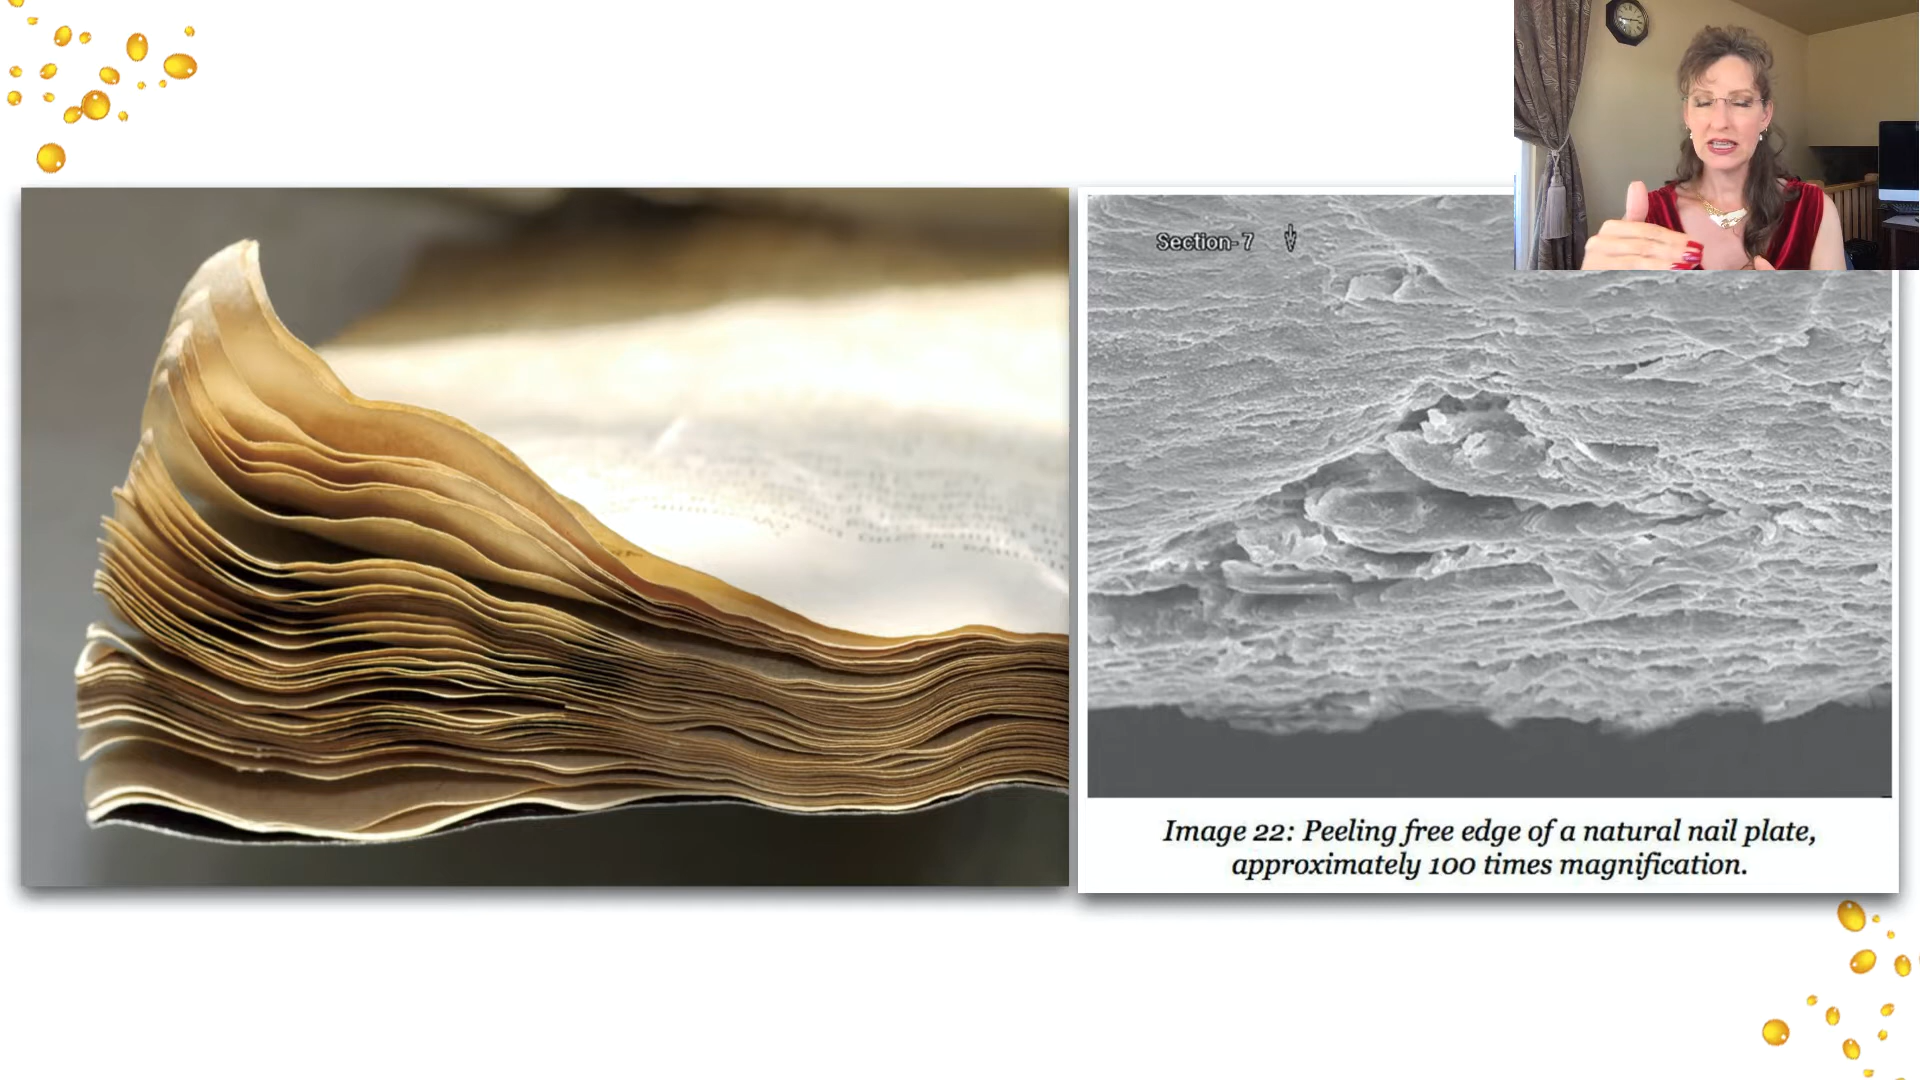 Section-7
Image 22: Peeling free edge of a natural nail plate,
approximately 100 times magnification.